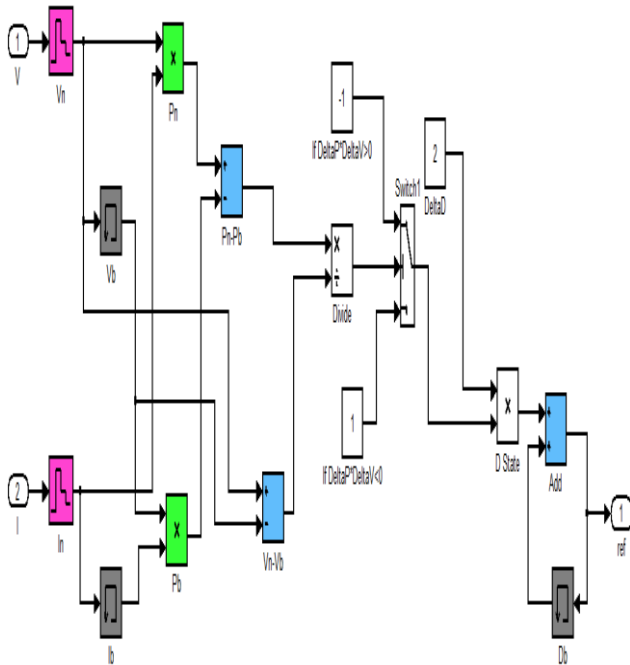 1
V
Vn
×
Pn
-1
If DeltaP*DeltaV>0
2
DeltaD
Switch1
+
-
Pn-Pb
Vb
×
÷
Divide
1
If DeltaP*DeltaV<0
×
D State
+
+
Add
1
ref
2
I
In
×
Pb
+
-
Vn-Vb
Ib
Db